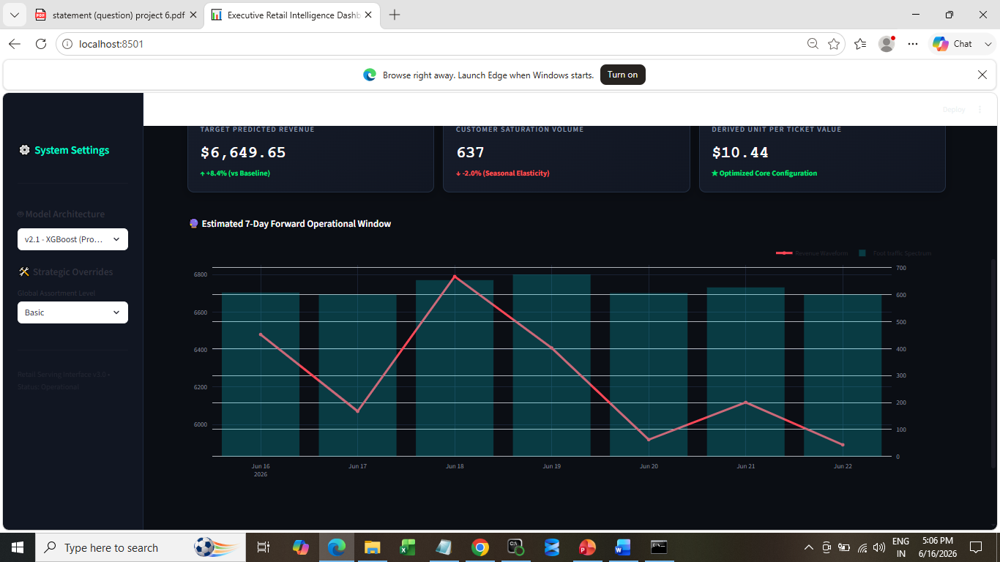 statement (question) project 6.pdf
Executive Retail Intelligence Dashb
localhost:8501
Chat
Browse right away. Launch Edge when Windows starts.
Turn on
Deploy
System Settings
Model Architecture
v2.1 - XGBoost (Pro...
Strategic Overrides
Global Assortment Level
Basic
Retail Serving Interface v3.0 •
Status: Operational
TARGET PREDICTED REVENUE
$6,649.65
↑ +8.4% (vs Baseline)
CUSTOMER SATURATION VOLUME
637
↓ -2.0% (Seasonal Elasticity)
DERIVED UNIT PER TICKET VALUE
$10.44
★ Optimized Core Configuration
Estimated 7-Day Forward Operational Window
Revenue Waveform
Foot traffic Spectrum
6800
6600
6400
6200
6000
700
600
500
400
300
200
100
0
Jun 16
2026
Jun 17
Jun 18
Jun 19
Jun 20
Jun 21
Jun 22
Type here to search
ENG
IN
5:06 PM
6/16/2026